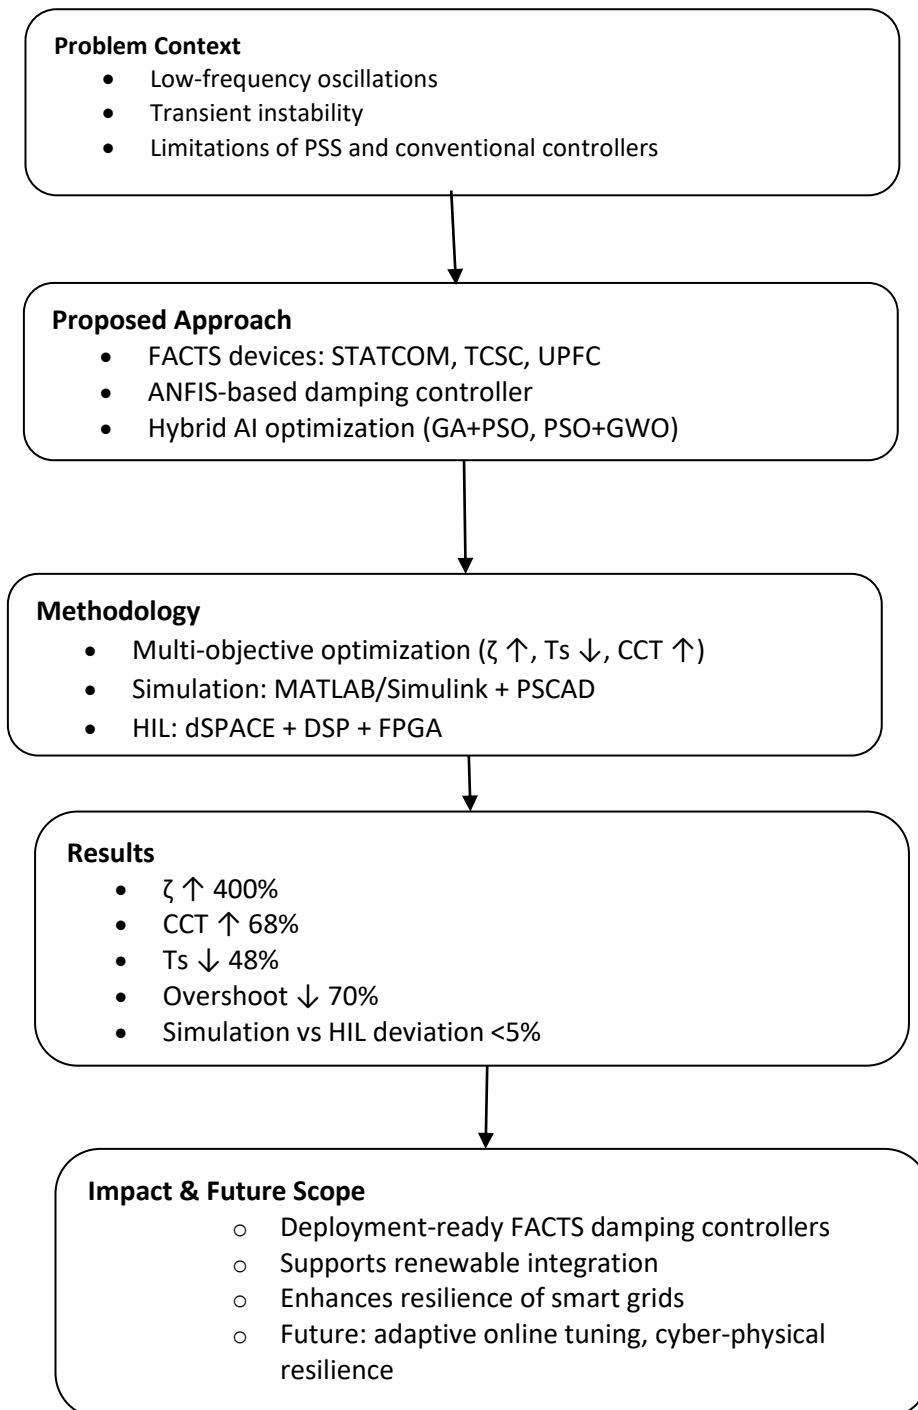 Problem Context
• Low-frequency oscillations
• Transient instability
• Limitations of PSS and conventional controllers
Proposed Approach
• FACTS devices: STATCOM, TCSC, UPFC
• ANFIS-based damping controller
• Hybrid AI optimization (GA+PSO, PSO+GWO)
Methodology
• Multi-objective optimization (ζ ↑, Ts ↓, CCT ↑)
• Simulation: MATLAB/Simulink + PSCAD
• HIL: dSPACE + DSP + FPGA
Results
• ζ ↑ 400%
• CCT ↑ 68%
• Ts ↓ 48%
• Overshoot ↓ 70%
• Simulation vs HIL deviation <5%
Impact & Future Scope
o Deployment-ready FACTS damping controllers
o Supports renewable integration
o Enhances resilience of smart grids
o Future: adaptive online tuning, cyber-physical
resilience